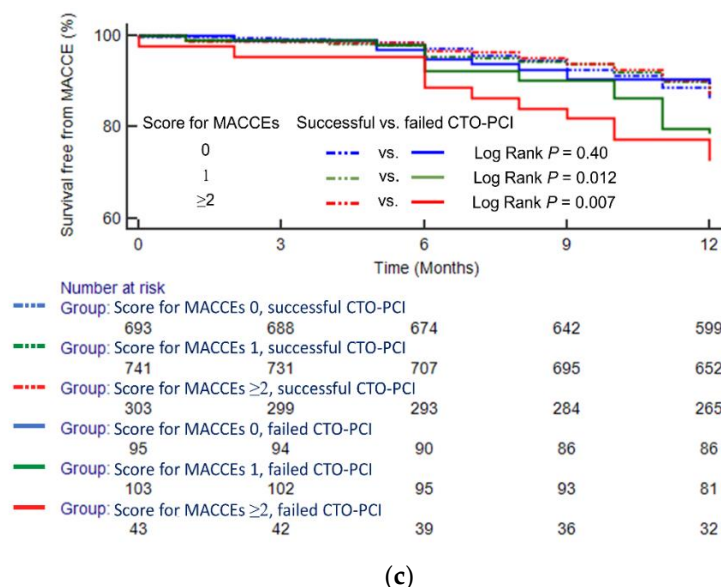 100
80
60
Survival free from MACCE (%)
Score for MACCEs Successful vs. failed CTO-PCI
0 vs. Log Rank P = 0.40
1 vs. Log Rank P = 0.012
≥2 vs. Log Rank P = 0.007
0 3 6 9 12
Time (Months)
Number at risk
Group: Score for MACCEs 0, successful CTO-PCI
693 688 674 642 599
Group: Score for MACCEs 1, successful CTO-PCI
741 731 707 695 652
Group: Score for MACCEs ≥2, successful CTO-PCI
303 299 293 284 265
Group: Score for MACCEs 0, failed CTO-PCI
95 94 90 86 86
Group: Score for MACCEs 1, failed CTO-PCI
103 102 95 93 81
Group: Score for MACCEs ≥2, failed CTO-PCI
43 42 39 36 32
(c)